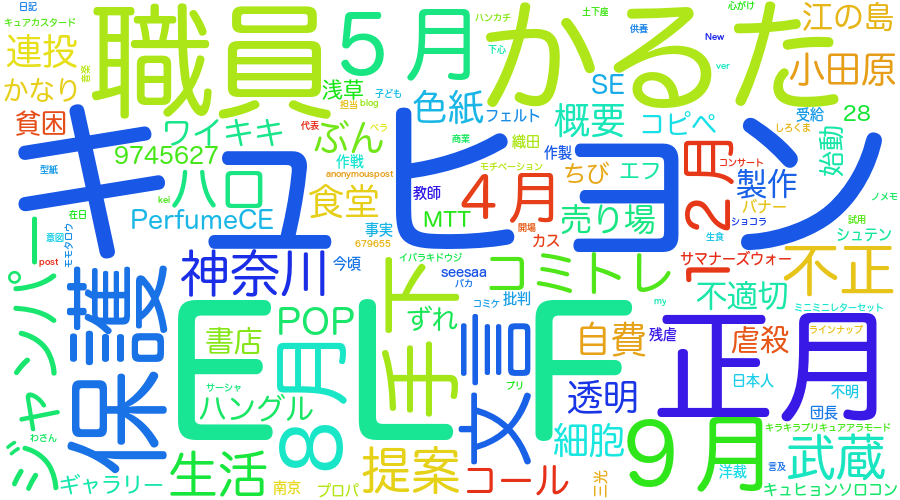 日記
心がけ
キュアカスタード
ハンカチ
土下座
江の島
職員
5月
かるた
連投
下心
供養
New
小田原
かなり
浅草
子ども
SE
ver
担当
blog
色紙
フェルト
概要
コピペ
受給
28
貧困
ワイキキ
代表
ぶん
ベラ
商業
織田
しろくま
始動
キュヒョン
型紙
9745627
作戦
モチベーション
作製
2月
コンサート
ハロ
anonymouspost
教師
4月
ちび
エフ
製作
ノメモ
kei
食堂
MTT
売り場
バナー
ショコラ
試用
PerfumeCE
在日
事実
開場
カス
生食
シュテン
意図
679655
イバラキドウジ
モモタロウ
post
神奈川
今頃
seesaa
バカ
コミトレ
サマナーズウォー
不正
保護
ジャンパー
コミケ
批判
my
不適切
ミニミニレターセット
ELF
POP
手下
ずれ
文言
自費
残虐
虐殺
正月
ラインナップ
書店
8月
サーシャ
プリ
透明
日本人
不明
ハングル
団長
わさん
細胞
9月
キラキラプリキュアアラモード
武蔵
生活
提案
コール
洋裁
言及
ギャラリー
南京
プロパ
三光
キュヒョンソロコン